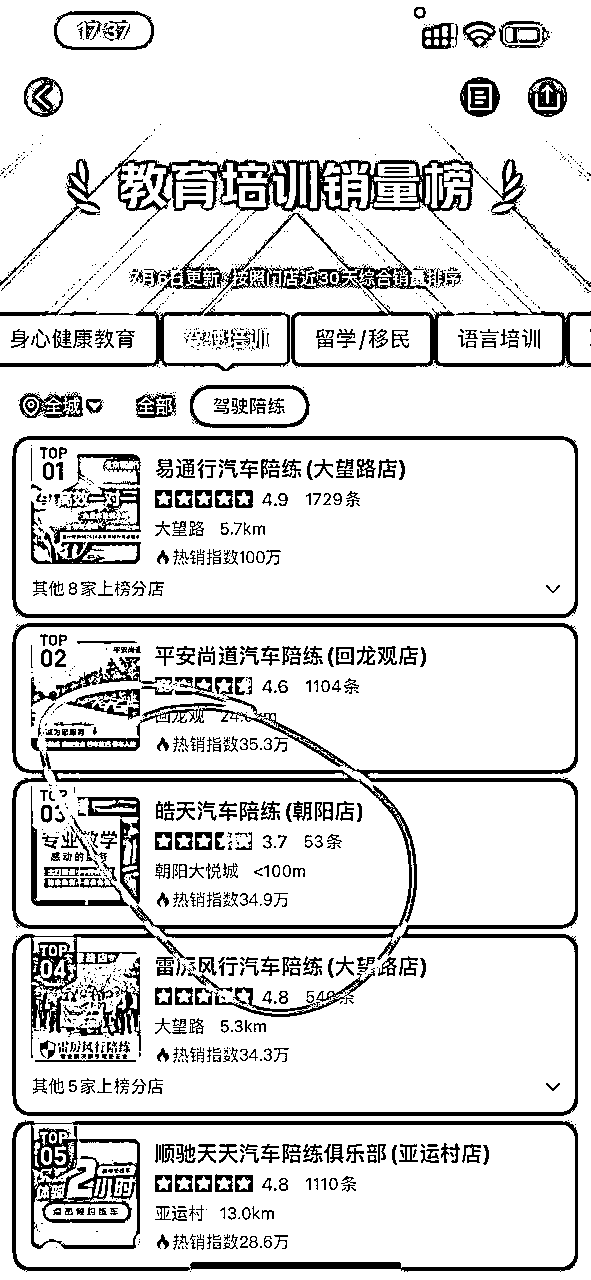 17:37
教育培训销量榜
7月6日更新·按照门店近30天综合销量排序
身心健康教育
驾驶培训
留学/移民
语言培训
全城
全部
驾驶陪练
TOP
01
易通行汽车陪练(大望路店)
4.9 1729条
大望路 5.7km
热销指数100万
其他8家上榜分店
TOP
02
平安尚道汽车陪练(回龙观店)
4.6 1104条
回龙观
热销指数35.3万
TOP
03
专业教学
皓天汽车陪练(朝阳店)
3.7 53条
朝阳大悦城 <100m
热销指数34.9万
TOP
04
雷厉风行陪练
雷厉风行汽车陪练(大望路店)
4.8
大望路 5.3km
热销指数34.3万
其他5家上榜分店
TOP
05
2小时
顺驰天天汽车陪练俱乐部(亚运村店)
4.8 1110条
亚运村 13.0km
热销指数28.6万